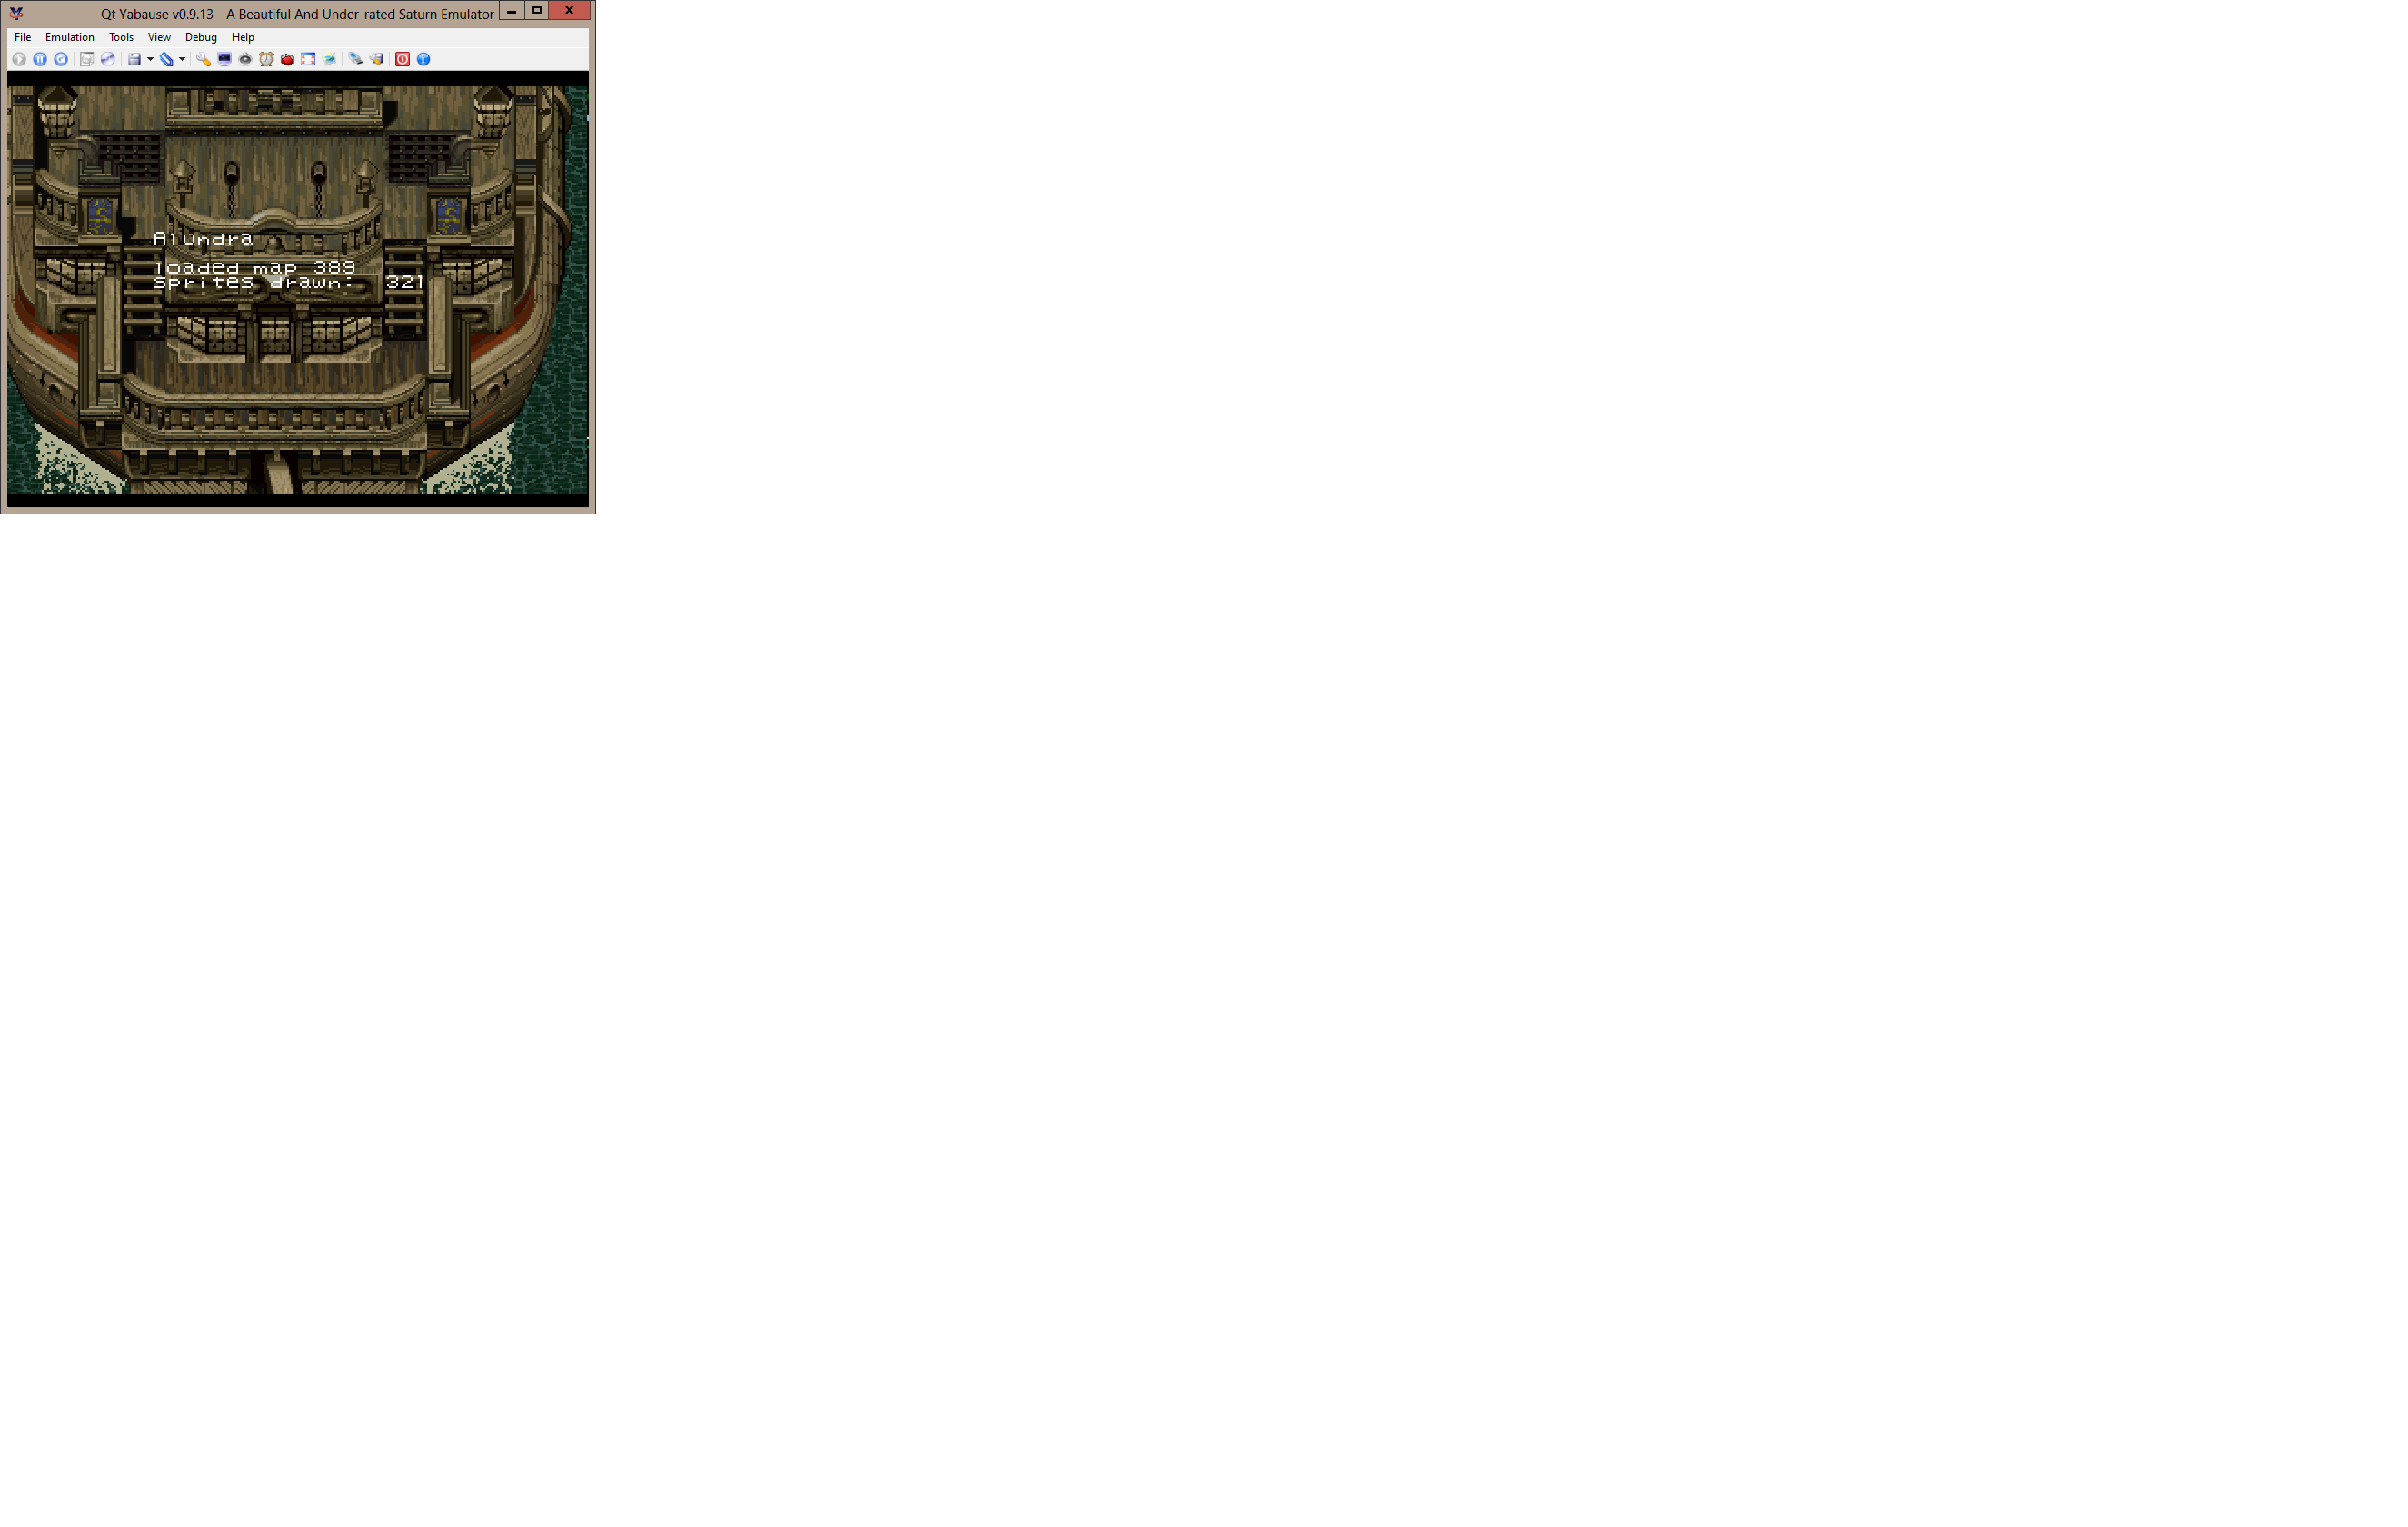 Qt Yabause v0.9.13 - A Beautiful And Under-rated Saturn Emulator
File Emulation Tools View Debug Help
Alundra
loaded map 389
Sprites drawn: 321